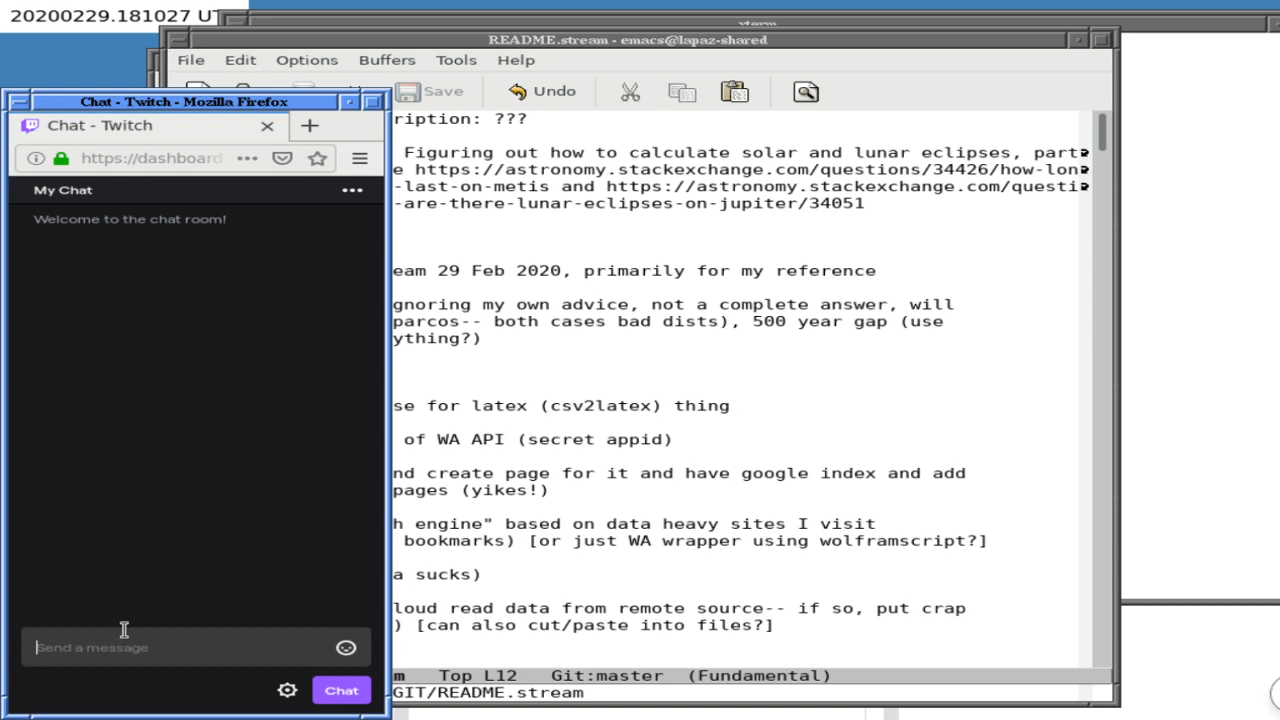 20200229.181027 UT
xterm
README.stream - emacs@lapaz-shared
File Edit Options Buffers Tools Help
Save Undo
Chat - Twitch - Mozilla Firefox
Chat - Twitch
https://dashboard.
My Chat
Welcome to the chat room!
Send a message
Chat
ription: ???
Figuring out how to calculate solar and lunar eclipses, part
e https://astronomy.stackexchange.com/questions/34426/how-lon
-last-on-metis and https://astronomy.stackexchange.com/questi
-are-there-lunar-eclipses-on-jupiter/34051
eam 29 Feb 2020, primarily for my reference
gnoring my own advice, not a complete answer, will
parcos-- both cases bad dists), 500 year gap (use
ything?)
se for latex (csv2latex) thing
of WA API (secret appid)
nd create page for it and have google index and add
pages (yikes!)
h engine" based on data heavy sites I visit
bookmarks) [or just WA wrapper using wolframscript?]
a sucks)
loud read data from remote source-- if so, put crap
) [can also cut/paste into files?]
m Top L12 Git:master (Fundamental)
GIT/README.stream